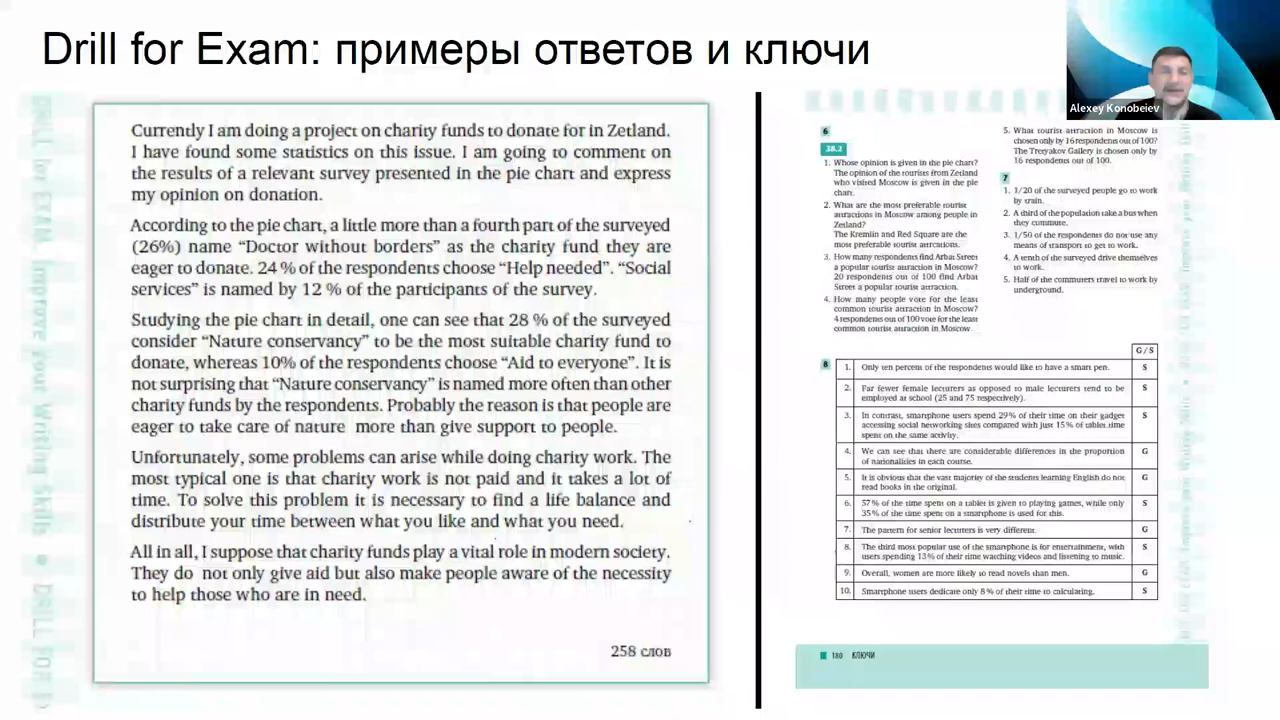 Drill for Exam: примеры ответов и ключи
Alexey Konobeiev
Currently I am doing a project on charity funds to donate for in Zetland.
I have found some statistics on this issue. I am going to comment on
the results of a relevant survey presented in the pie chart and express
my opinion on donation.
According to the pie chart, a little more than a fourth part of the surveyed
(26%) name “Doctor without borders” as the charity fund they are
eager to donate. 24 % of the respondents choose “Help needed”. “Social
services” is named by 12 % of the participants of the survey.
Studying the pie chart in detail, one can see that 28 % of the surveyed
consider “Nature conservancy” to be the most suitable charity fund to
donate, whereas 10% of the respondents choose “Aid to everyone”. It is
not surprising that “Nature conservancy” is named more often than other
charity funds by the respondents. Probably the reason is that people are
eager to take care of nature more than give support to people.
Unfortunately, some problems can arise while doing charity work. The
most typical one is that charity work is not paid and it takes a lot of
time. To solve this problem it is necessary to find a life balance and
distribute your time between what you like and what you need.
All in all, I suppose that charity funds play a vital role in modern society.
They do not only give aid but also make people aware of the necessity
to help those who are in need.
258 слов
6
38.2
1. Whose opinion is given in the pie chart?
The opinion of the tourists from Zetland
who visited Moscow is given in the pie
chart.
2. What are the most preferable tourist
attractions in Moscow among people in
Zetland?
The Kremlin and Red Square are the
most preferable tourist attractions.
3. How many respondents find Arbat Street
a popular tourist attraction in Moscow?
20 respondents out of 100 find Arbat
Street a popular tourist attraction.
4. How many people vote for the least
common tourist attraction in Moscow?
4 respondents out of 100 vote for the least
common tourist attraction in Moscow.
5. What tourist attraction in Moscow is
chosen only by 16 respondents out of 100?
The Tretyakov Gallery is chosen only by
16 respondents out of 100.
7
1. 1/20 of the surveyed people go to work
by train.
2. A third of the population take a bus when
they commute.
3. 1/50 of the respondents do not use any
means of transport to get to work.
4. A tenth of the surveyed drive themselves
to work.
5. Half of the commuters travel to work by
underground.
G / S
8
1. Only ten percent of the respondents would like to have a smart pen. S
2. Far fewer female lecturers as opposed to male lecturers tend to be S
employed at school (25 and 75 respectively).
3. In contrast, smartphone users spend 29% of their time on their gadget S
accessing social networking sites compared with just 15% of tablet time
spent on the same activity.
4. We can see that there are considerable differences in the proportion G
of nationalities in each course.
5. It is obvious that the vast majority of the students learning English do not G
read books in the original.
6. 57% of the time spent on a tablet is given to playing games, while only S
35% of the time spent on a smartphone is used for this.
7. The pattern for senior lecturers is very different. G
8. The third most popular use of the smartphone is for entertainment, with S
users spending 13% of their time watching videos and listening to music.
9. Overall, women are more likely to read novels than men. G
10. Smartphone users dedicate only 8% of their time to calculating. S
180 КЛЮЧИ
DRILL for EXAM. Improve your Writing Skills